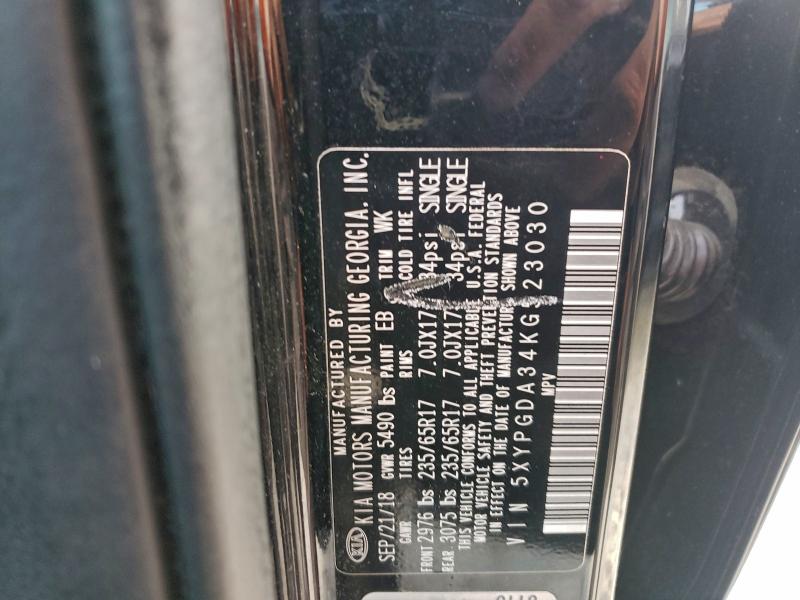 KIA
MANUFACTURED BY
KIA MOTORS MANUFACTURING GEORGIA, INC.
SEP/21/18 GVWR 5490 lbs PAINT EB TRIM WK
GAWR TIRES RIMS COLD TIRE INFL
FRONT 2976 lbs 235/65R17 7.0JX17 34psi SINGLE
REAR 3075 lbs 235/65R17 7.0JX17 34psi SINGLE
THIS VEHICLE CONFORMS TO ALL APPLICABLE U.S.A. FEDERAL
MOTOR VEHICLE SAFETY AND THEFT PREVENTION STANDARDS
IN EFFECT ON THE DATE OF MANUFACTURE SHOWN ABOVE
VIN 5XYPGDA34KG 23030
MPV